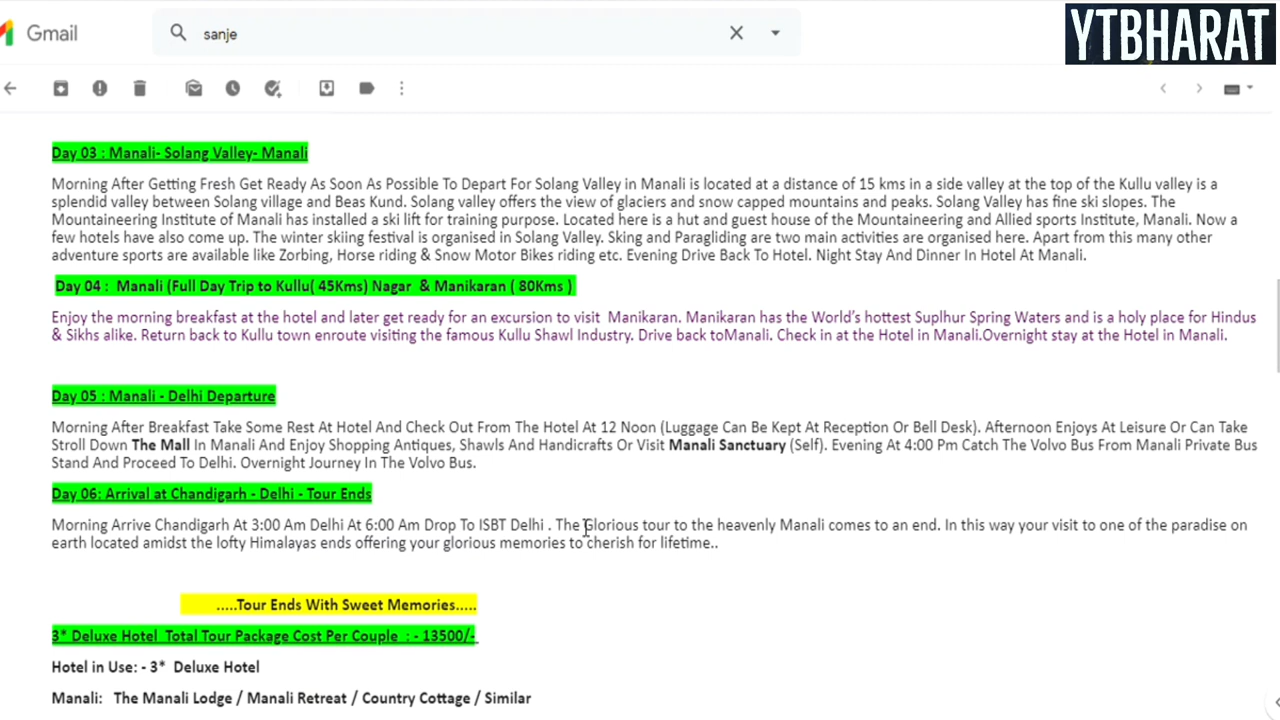 Gmail
sanje
YTBHARAT
Day 03 : Manali- Solang Valley- Manali
Morning After Getting Fresh Get Ready As Soon As Possible To Depart For Solang Valley in Manali is located at a distance of 15 kms in a side valley at the top of the Kullu valley is a
splendid valley between Solang village and Beas Kund. Solang valley offers the view of glaciers and snow capped mountains and peaks. Solang Valley has fine ski slopes. The
Mountaineering Institute of Manali has installed a ski lift for training purpose. Located here is a hut and guest house of the Mountaineering and Allied sports Institute, Manali. Now a
few hotels have also come up. The winter skiing festival is organised in Solang Valley. Sking and Paragliding are two main activities are organised here. Apart from this many other
adventure sports are available like Zorbing, Horse riding & Snow Motor Bikes riding etc. Evening Drive Back To Hotel. Night Stay And Dinner In Hotel At Manali.
Day 04 : Manali (Full Day Trip to Kullu( 45Kms) Nagar & Manikaran ( 80Kms )
Enjoy the morning breakfast at the hotel and later get ready for an excursion to visit Manikaran. Manikaran has the World's hottest Suplhur Spring Waters and is a holy place for Hindus
& Sikhs alike. Return back to Kullu town enroute visiting the famous Kullu Shawl Industry. Drive back toManali. Check in at the Hotel in Manali.Overnight stay at the Hotel in Manali.
Day 05 : Manali - Delhi Departure
Morning After Breakfast Take Some Rest At Hotel And Check Out From The Hotel At 12 Noon (Luggage Can Be Kept At Reception Or Bell Desk). Afternoon Enjoys At Leisure Or Can Take
Stroll Down The Mall In Manali And Enjoy Shopping Antiques, Shawls And Handicrafts Or Visit Manali Sanctuary (Self). Evening At 4:00 Pm Catch The Volvo Bus From Manali Private Bus
Stand And Proceed To Delhi. Overnight Journey In The Volvo Bus.
Day 06: Arrival at Chandigarh - Delhi - Tour Ends
Morning Arrive Chandigarh At 3:00 Am Delhi At 6:00 Am Drop To ISBT Delhi . The Glorious tour to the heavenly Manali comes to an end. In this way your visit to one of the paradise on
earth located amidst the lofty Himalayas ends offering your glorious memories to cherish for lifetime..
.....Tour Ends With Sweet Memories.....
3* Deluxe Hotel Total Tour Package Cost Per Couple : - 13500/-
Hotel in Use: - 3* Deluxe Hotel
Manali: The Manali Lodge / Manali Retreat / Country Cottage / Similar